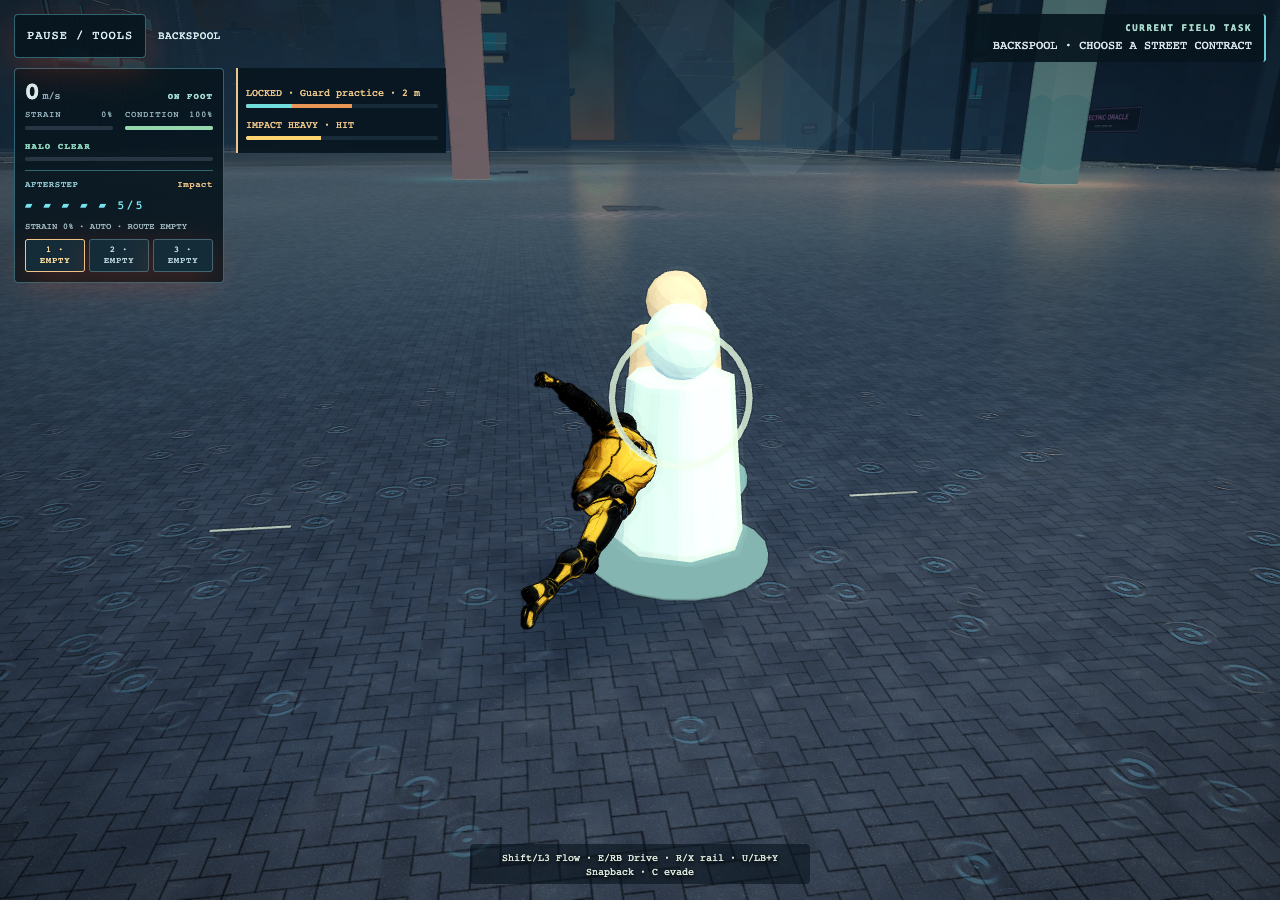 PAUSE / TOOLS
BACKSPOOL
CURRENT FIELD TASK
BACKSPOOL · CHOOSE A STREET CONTRACT
0 m/s
ON FOOT
STRAIN 0%
CONDITION 100%
HALO CLEAR
AFTERSTEP Impact
5/5
STRAIN 0% · AUTO · ROUTE EMPTY
1 ·
EMPTY
2 ·
EMPTY
3 ·
EMPTY
LOCKED · Guard practice · 2 m
IMPACT HEAVY · HIT
ECTRIC ORACLE
Shift/L3 Flow · E/RB Drive · R/X rail · U/LB+Y
Snapback · C evade